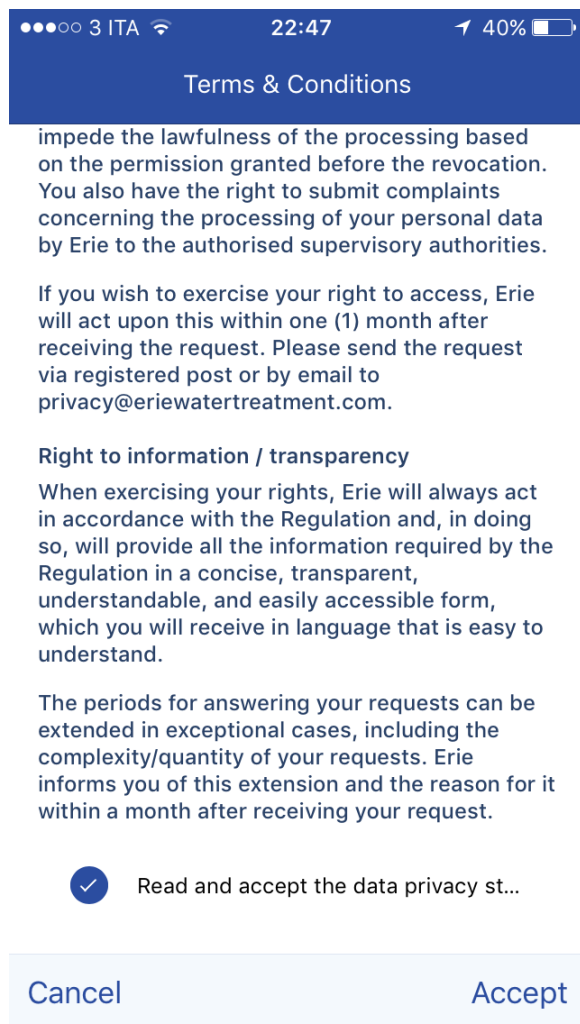 3 ITA 22:47 40%
Terms & Conditions
impede the lawfulness of the processing based
on the permission granted before the revocation.
You also have the right to submit complaints
concerning the processing of your personal data
by Erie to the authorised supervisory authorities.
If you wish to exercise your right to access, Erie
will act upon this within one (1) month after
receiving the request. Please send the request
via registered post or by email to
privacy@eriewatertreatment.com.
Right to information / transparency
When exercising your rights, Erie will always act
in accordance with the Regulation and, in doing
so, will provide all the information required by the
Regulation in a concise, transparent,
understandable, and easily accessible form,
which you will receive in language that is easy to
understand.
The periods for answering your requests can be
extended in exceptional cases, including the
complexity/quantity of your requests. Erie
informs you of this extension and the reason for it
within a month after receiving your request.
Read and accept the data privacy st...
Cancel Accept